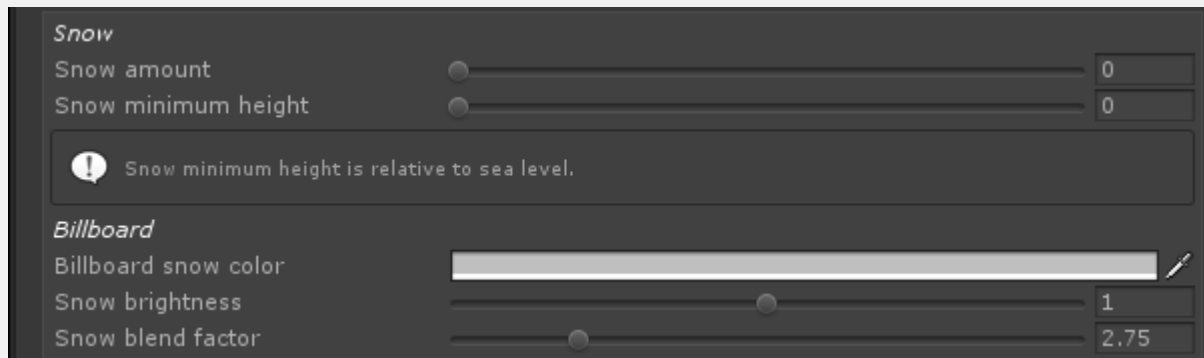 Snow
Snow amount 0
Snow minimum height 0
Snow minimum height is relative to sea level.
Billboard
Billboard snow color
Snow brightness 1
Snow blend factor 2.75